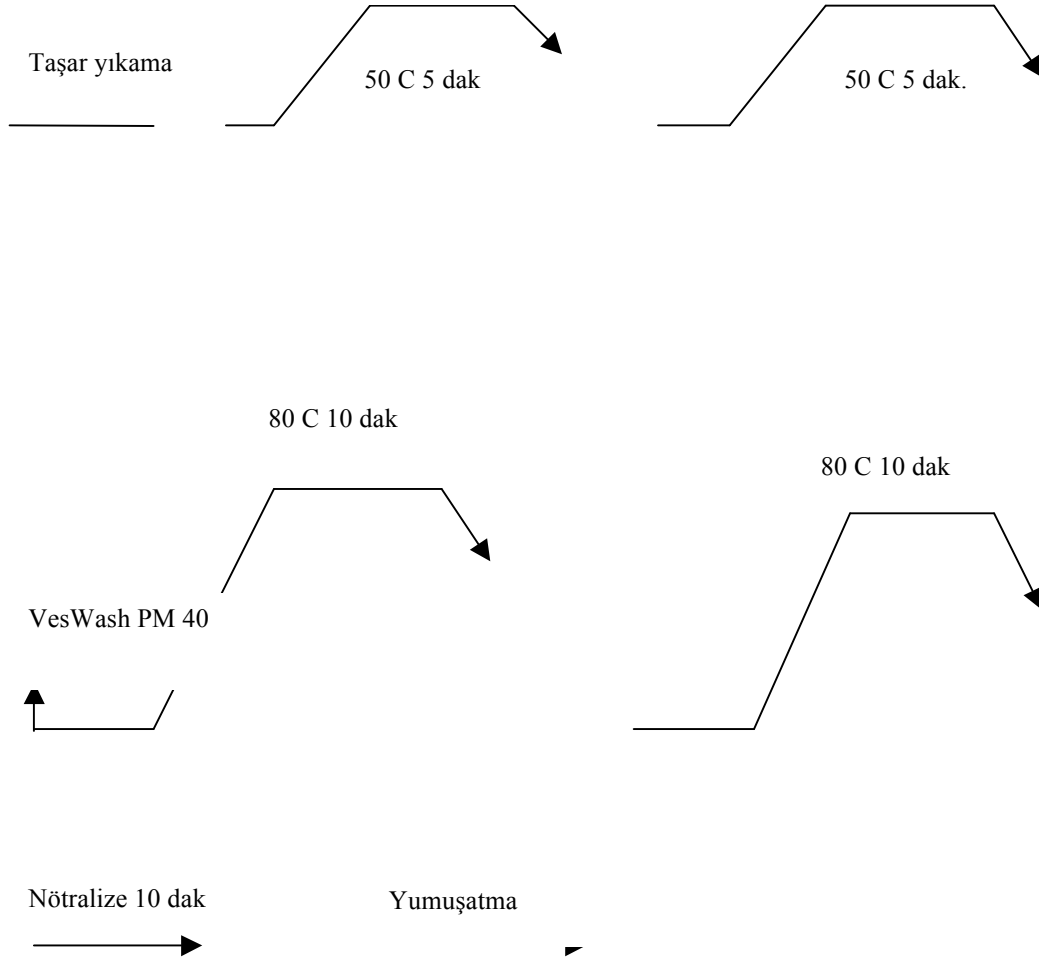 Taşar yıkama
50 C 5 dak
50 C 5 dak.
80 C 10 dak
80 C 10 dak
VesWash PM 40
Nötralize 10 dak
Yumuşatma